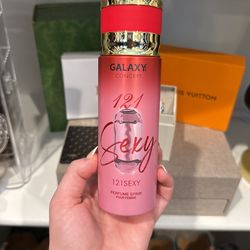 GALAXY
CONCEPT
121
Sexy
121SEXY
PERFUME SPRAY
POUR FEMME
VUITTON